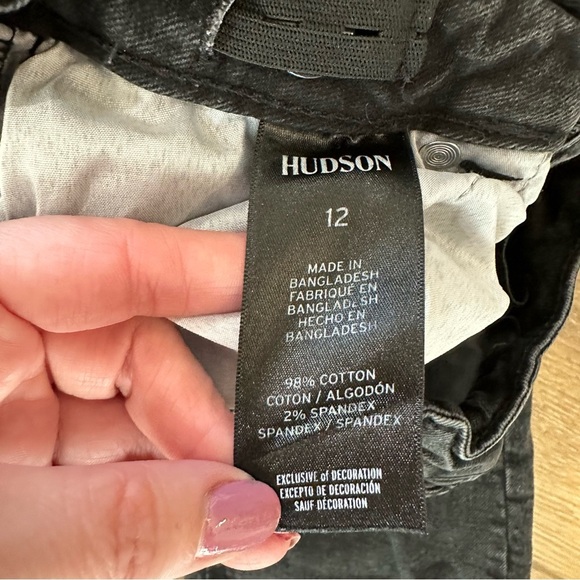 HUDSON
12
MADE IN
BANGLADESH
FABRIQUÉ EN
BANGLADESH
HECHO EN
BANGLADESH
98% COTTON
COTON / ALGODÓN
2% SPANDEX
SPANDEX / SPANDEX
EXCLUSIVE of DECORATION
EXCEPTO DE DECORACIÓN
SAUF DÉCORATION